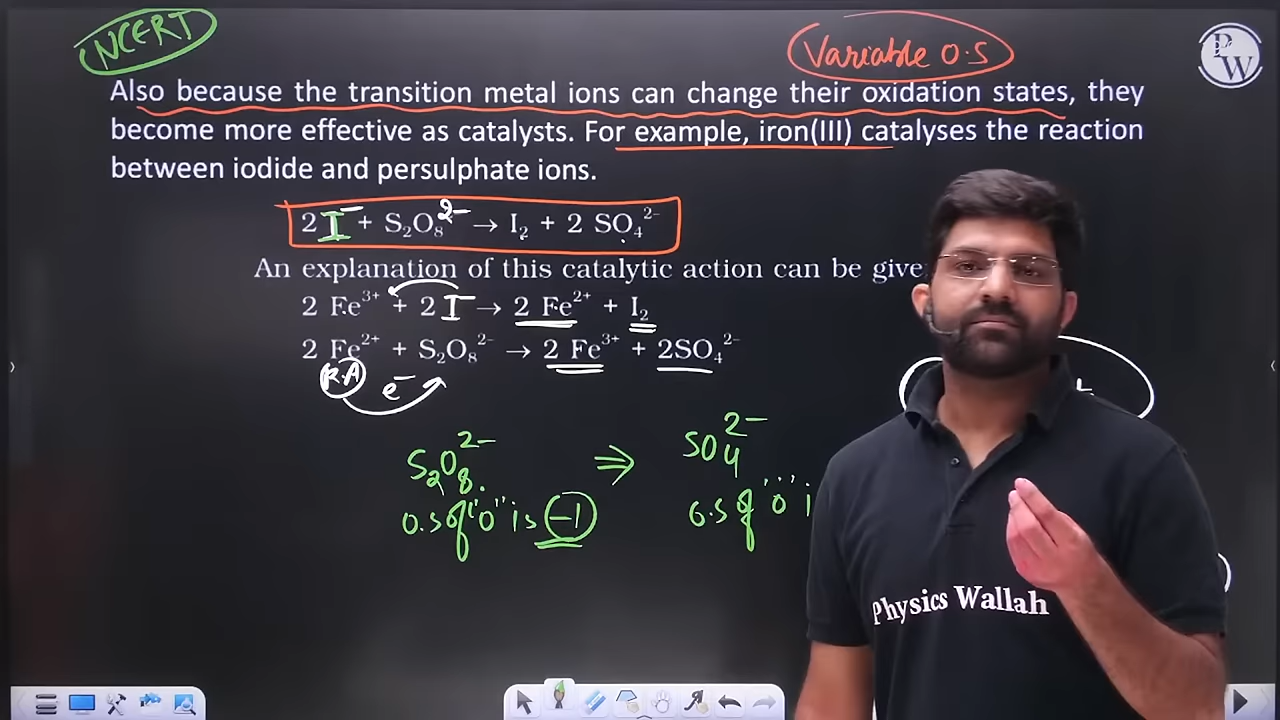 NCERT
Variable O.S
PW
Also because the transition metal ions can change their oxidation states, they
become more effective as catalysts. For example, iron(III) catalyses the reaction
between iodide and persulphate ions.
2 I⁻ + S₂O₈²⁻ → I₂ + 2 SO₄²⁻
An explanation of this catalytic action can be give
2 Fe³⁺ + 2 I⁻ → 2 Fe²⁺ + I₂
2 Fe²⁺ + S₂O₈²⁻ → 2 Fe³⁺ + 2SO₄²⁻
R.A e⁻
S₂O₈²⁻ ⇒ SO₄²⁻
O.S of "O" is -1 O.S of "O" i
Physics Wallah